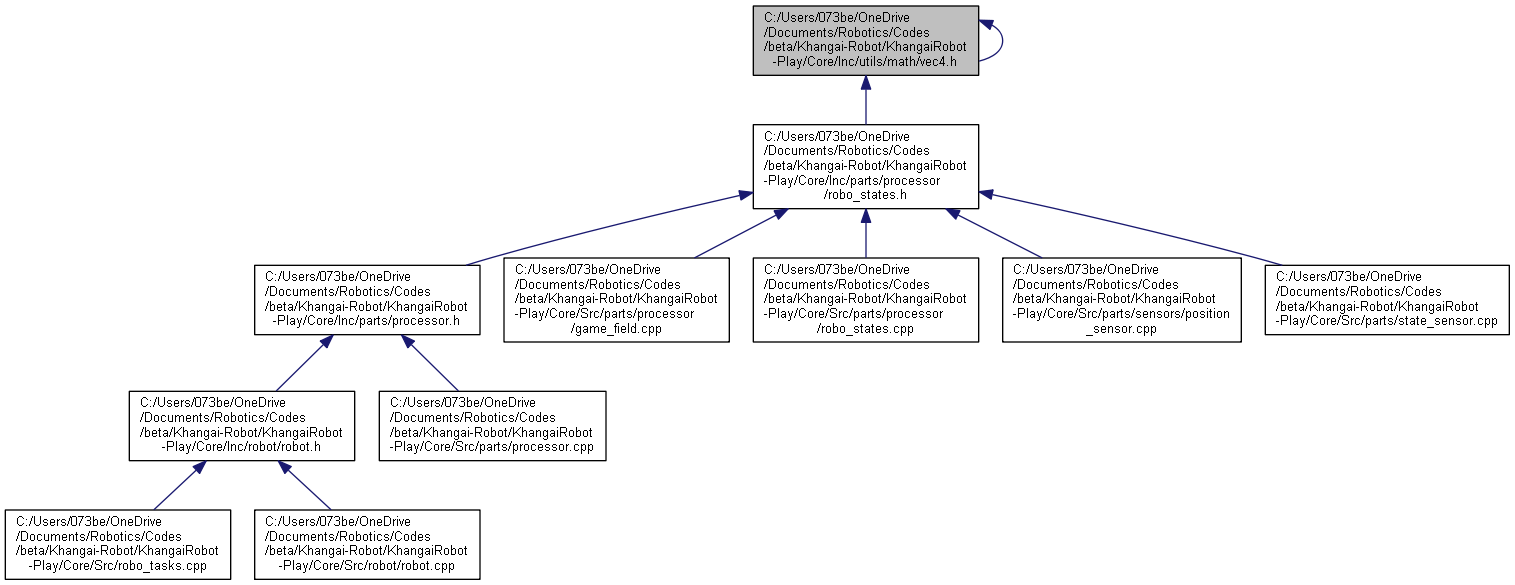 C:/Users/073be/OneDrive
/Documents/Robotics/Codes
/beta/Khangai-Robot/KhangaiRobot
-Play/Core/Inc/utils/math/vec4.h
C:/Users/073be/OneDrive
/Documents/Robotics/Codes
/beta/Khangai-Robot/KhangaiRobot
-Play/Core/Inc/parts/processor
/robo_states.h
C:/Users/073be/OneDrive
/Documents/Robotics/Codes
/beta/Khangai-Robot/KhangaiRobot
-Play/Core/Inc/parts/processor.h
C:/Users/073be/OneDrive
/Documents/Robotics/Codes
/beta/Khangai-Robot/KhangaiRobot
-Play/Core/Src/parts/processor
/game_field.cpp
C:/Users/073be/OneDrive
/Documents/Robotics/Codes
/beta/Khangai-Robot/KhangaiRobot
-Play/Core/Src/parts/processor
/robo_states.cpp
C:/Users/073be/OneDrive
/Documents/Robotics/Codes
/beta/Khangai-Robot/KhangaiRobot
-Play/Core/Src/parts/sensors/position
_sensor.cpp
C:/Users/073be/OneDrive
/Documents/Robotics/Codes
/beta/Khangai-Robot/KhangaiRobot
-Play/Core/Src/parts/state_sensor.cpp
C:/Users/073be/OneDrive
/Documents/Robotics/Codes
/beta/Khangai-Robot/KhangaiRobot
-Play/Core/Inc/robot/robot.h
C:/Users/073be/OneDrive
/Documents/Robotics/Codes
/beta/Khangai-Robot/KhangaiRobot
-Play/Core/Src/parts/processor.cpp
C:/Users/073be/OneDrive
/Documents/Robotics/Codes
/beta/Khangai-Robot/KhangaiRobot
-Play/Core/Src/robo_tasks.cpp
C:/Users/073be/OneDrive
/Documents/Robotics/Codes
/beta/Khangai-Robot/KhangaiRobot
-Play/Core/Src/robot/robot.cpp